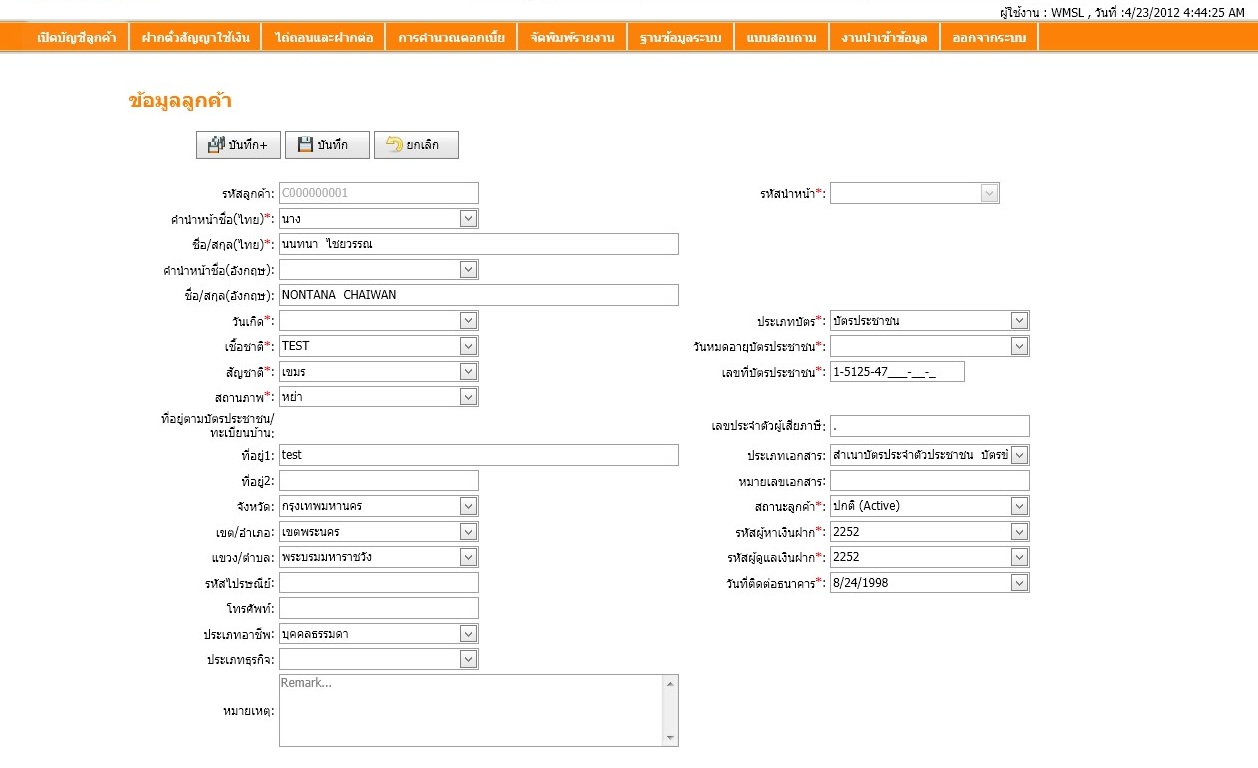 ผู้ใช้งาน : WMSL , วันที่ :4/23/2012 4:44:25 AM
เปิดบัญชีลูกค้า ฝากตั๋วสัญญาใช้เงิน ไถ่ถอนและฝากต่อ การคำนวณดอกเบี้ย จัดพิมพ์รายงาน ฐานข้อมูลระบบ แบบสอบถาม งานนำเข้าข้อมูล ออกจากระบบ
ข้อมูลลูกค้า
บันทึก+ บันทึก ยกเลิก
รหัสลูกค้า: C000000001 รหัสนำหน้า*:
คำนำหน้าชื่อ(ไทย)*: นาง
ชื่อ/สกุล(ไทย)*: นนทนา ไชยวรรณ
คำนำหน้าชื่อ(อังกฤษ):
ชื่อ/สกุล(อังกฤษ): NONTANA CHAIWAN
วันเกิด*: ประเภทบัตร*: บัตรประชาชน
เชื้อชาติ*: TEST วันหมดอายุบัตรประชาชน*:
สัญชาติ*: เขมร เลขที่บัตรประชาชน*: 1-5125-47___-__-_
สถานภาพ*: หย่า
ที่อยู่ตามบัตรประชาชน/
ทะเบียนบ้าน: เลขประจำตัวผู้เสียภาษี: .
ที่อยู่1: test ประเภทเอกสาร: สำเนาบัตรประจำตัวประชาชน บัตรข้
ที่อยู่2: หมายเลขเอกสาร:
จังหวัด: กรุงเทพมหานคร สถานะลูกค้า*: ปกติ (Active)
เขต/อำเภอ: เขตพระนคร รหัสผู้หาเงินฝาก*: 2252
แขวง/ตำบล: พระบรมมหาราชวัง รหัสผู้ดูแลเงินฝาก*: 2252
รหัสไปรษณีย์: วันที่ติดต่อธนาคาร*: 8/24/1998
โทรศัพท์:
ประเภทอาชีพ: บุคคลธรรมดา
ประเภทธุรกิจ:
หมายเหตุ: Remark...